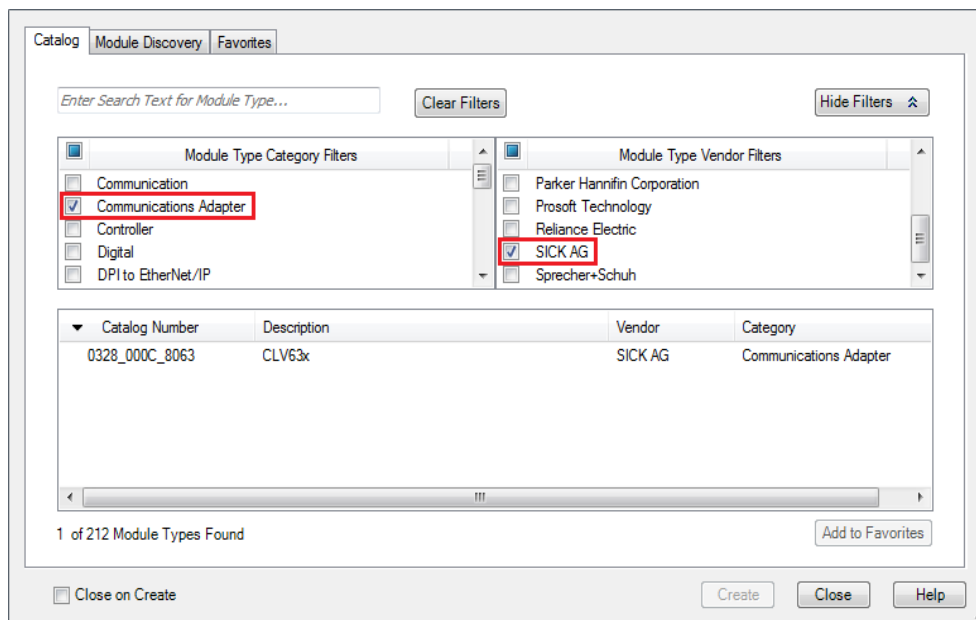 Catalog Module Discovery Favorites
Enter Search Text for Module Type... Clear Filters Hide Filters
Module Type Category Filters
Communication
Communications Adapter
Controller
Digital
DPI to EtherNet/IP
Module Type Vendor Filters
Parker Hannifin Corporation
Prosoft Technology
Reliance Electric
SICK AG
Sprecher+Schuh
Catalog Number Description Vendor Category
0328_000C_8063 CLV63x SICK AG Communications Adapter
1 of 212 Module Types Found Add to Favorites
Close on Create Create Close Help